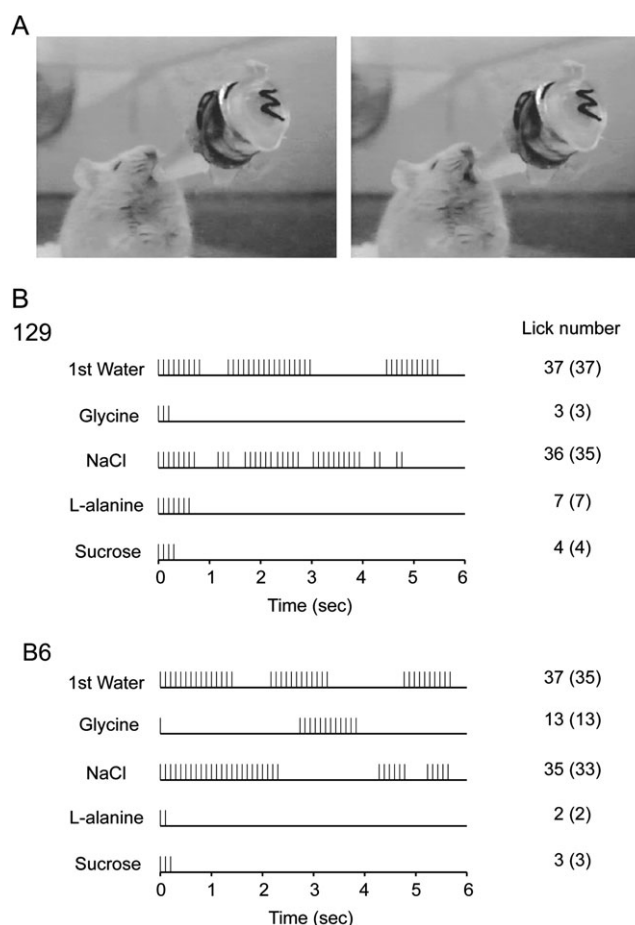 A
B
129
Lick number
1st Water 37 (37)
Glycine 3 (3)
NaCl 36 (35)
L-alanine 7 (7)
Sucrose 4 (4)
0 1 2 3 4 5 6
Time (sec)
B6
1st Water 37 (35)
Glycine 13 (13)
NaCl 35 (33)
L-alanine 2 (2)
Sucrose 3 (3)
0 1 2 3 4 5 6
Time (sec)